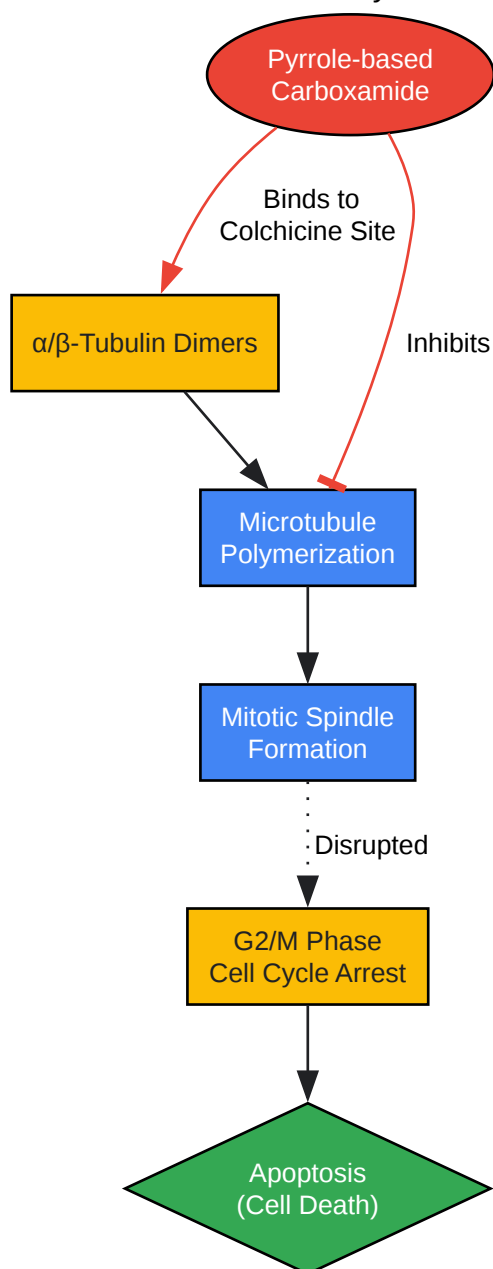 Pyrrole-based
Carboxamide
Binds to
Colchicine Site
α/β-Tubulin Dimers
Inhibits
Microtubule
Polymerization
Mitotic Spindle
Formation
Disrupted
G2/M Phase
Cell Cycle Arrest
Apoptosis
(Cell Death)